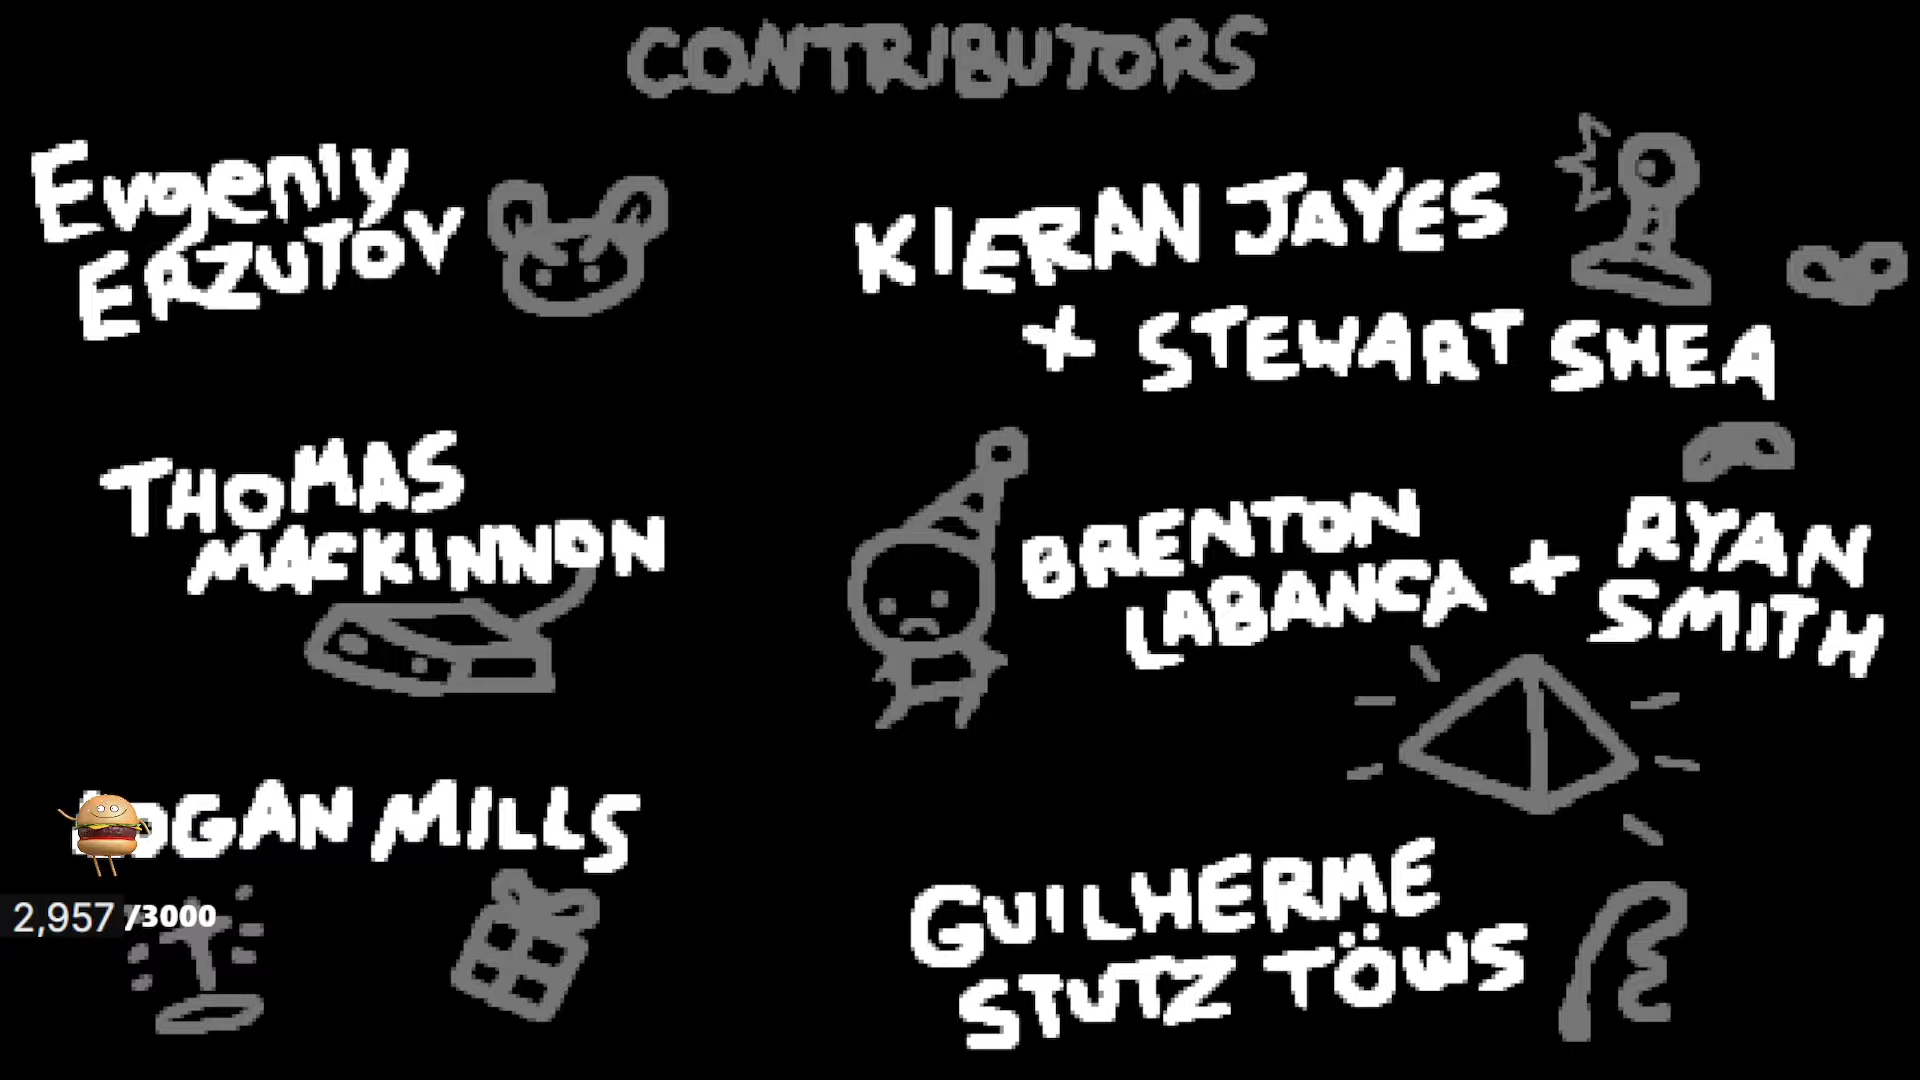 CONTRIBUTORS
Evgeniy
ERZUTOV
KIERAN JAYES
+ STEWART SHEA
THOMAS
MACKINNON
BRENTON
LABANCA
+ RYAN
SMITH
LOGAN MILLS
2,957 /3000
GUILHERME
STUTZ TÖWS